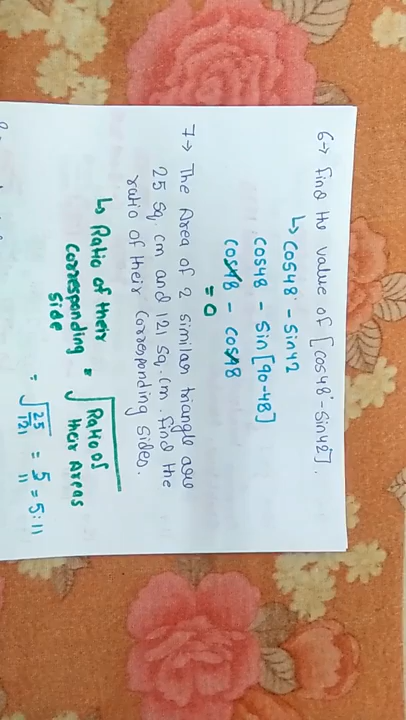 6→ Find the value of [cos48° - sin42°].
↳ cos48 - sin42
cos48 - sin[90-48]
cos48 - cos48
= 0
7→ The Area of 2 similar triangle are
25 Sq. cm and 121 Sq. cm. Find the
ratio of their corresponding sides.
↳ Ratio of their corresponding side = √Ratio of their Areas
= √25/121 = 5/11 = 5:11